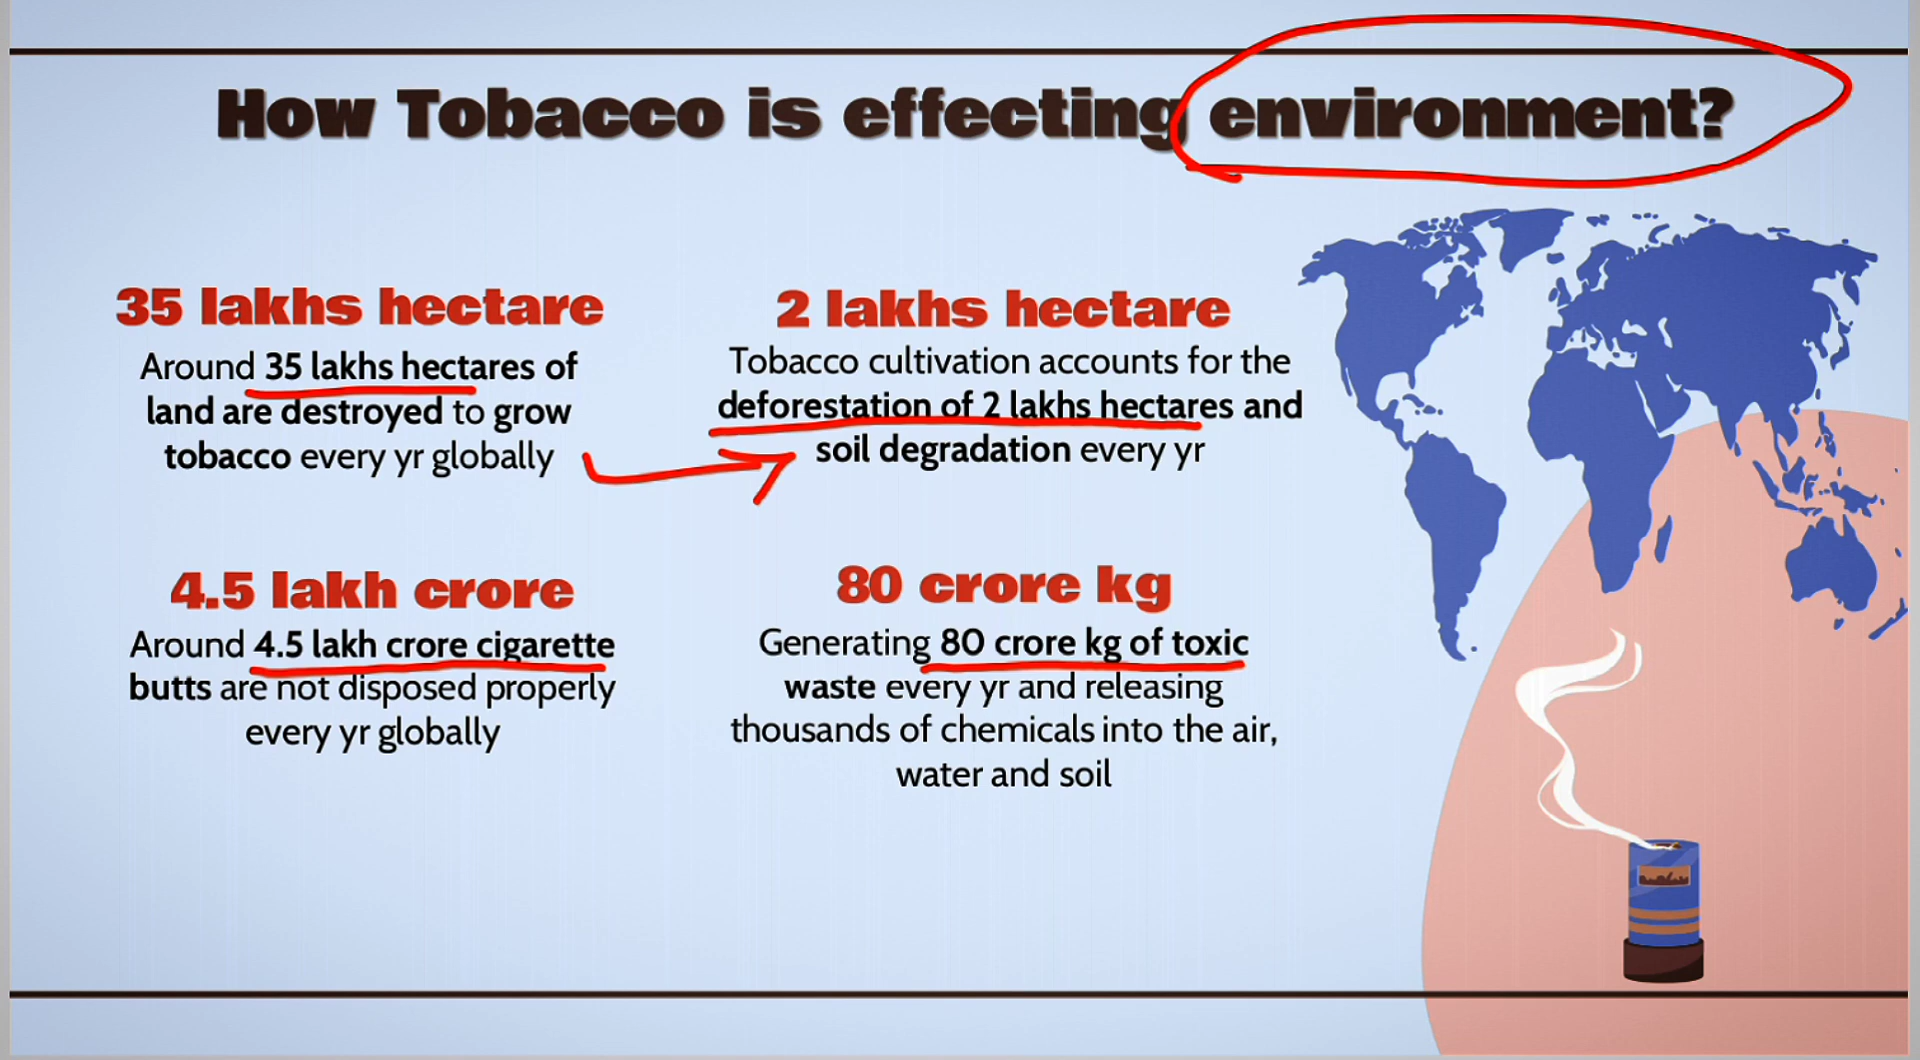 How Tobacco is effecting environment?
35 lakhs hectare
Around 35 lakhs hectares of
land are destroyed to grow
tobacco every yr globally
2 lakhs hectare
Tobacco cultivation accounts for the
deforestation of 2 lakhs hectares and
soil degradation every yr
4.5 lakh crore
Around 4.5 lakh crore cigarette
butts are not disposed properly
every yr globally
80 crore kg
Generating 80 crore kg of toxic
waste every yr and releasing
thousands of chemicals into the air,
water and soil